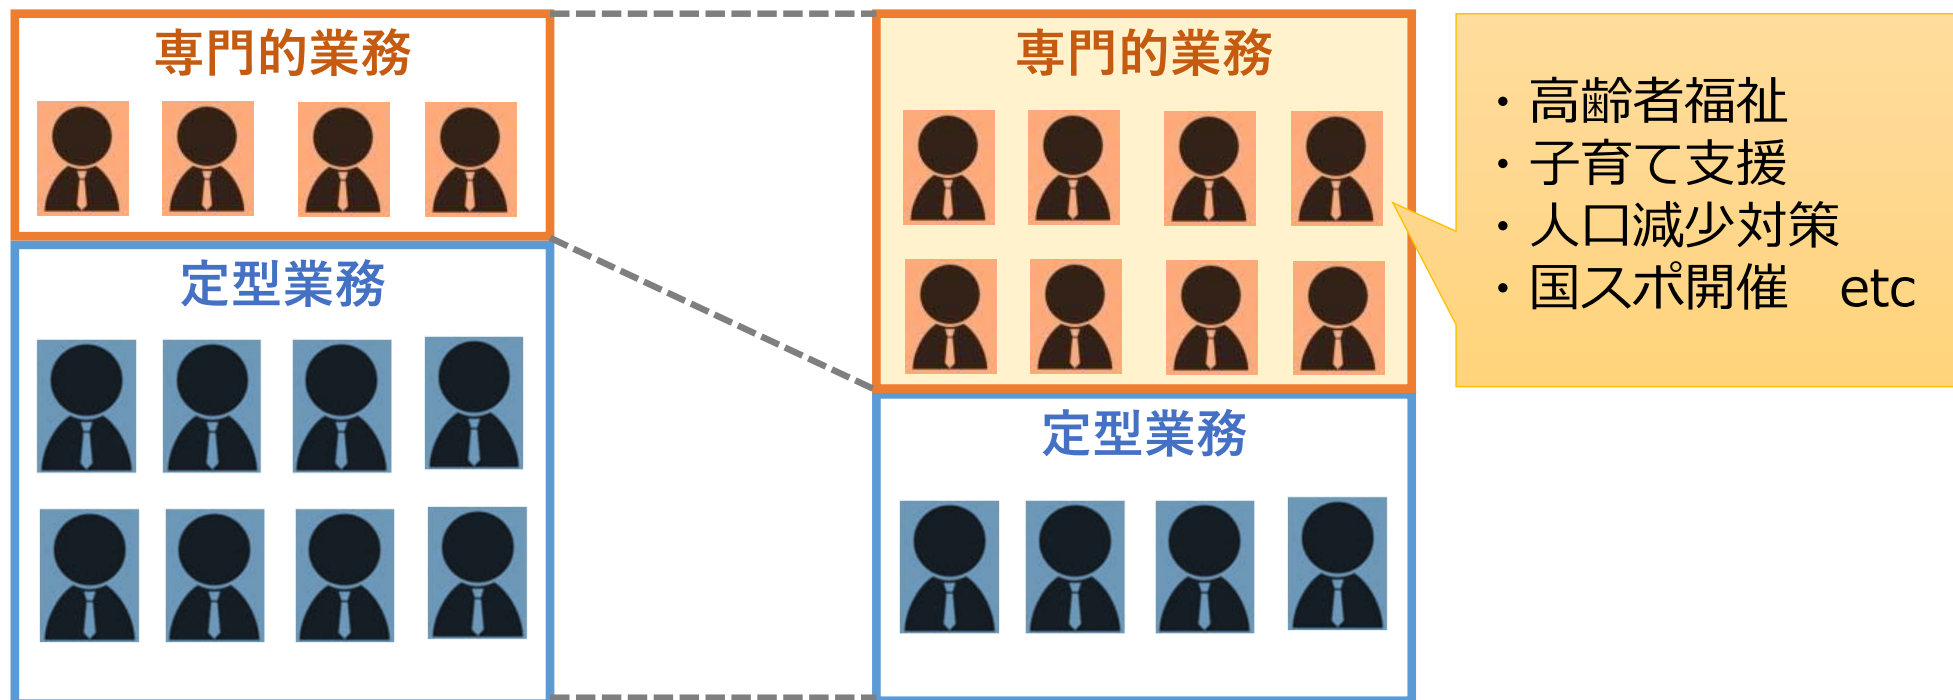 専門的業務
定型業務
専門的業務
定型業務
・高齢者福祉
・子育て支援
・人口減少対策
・国スポ開催　etc